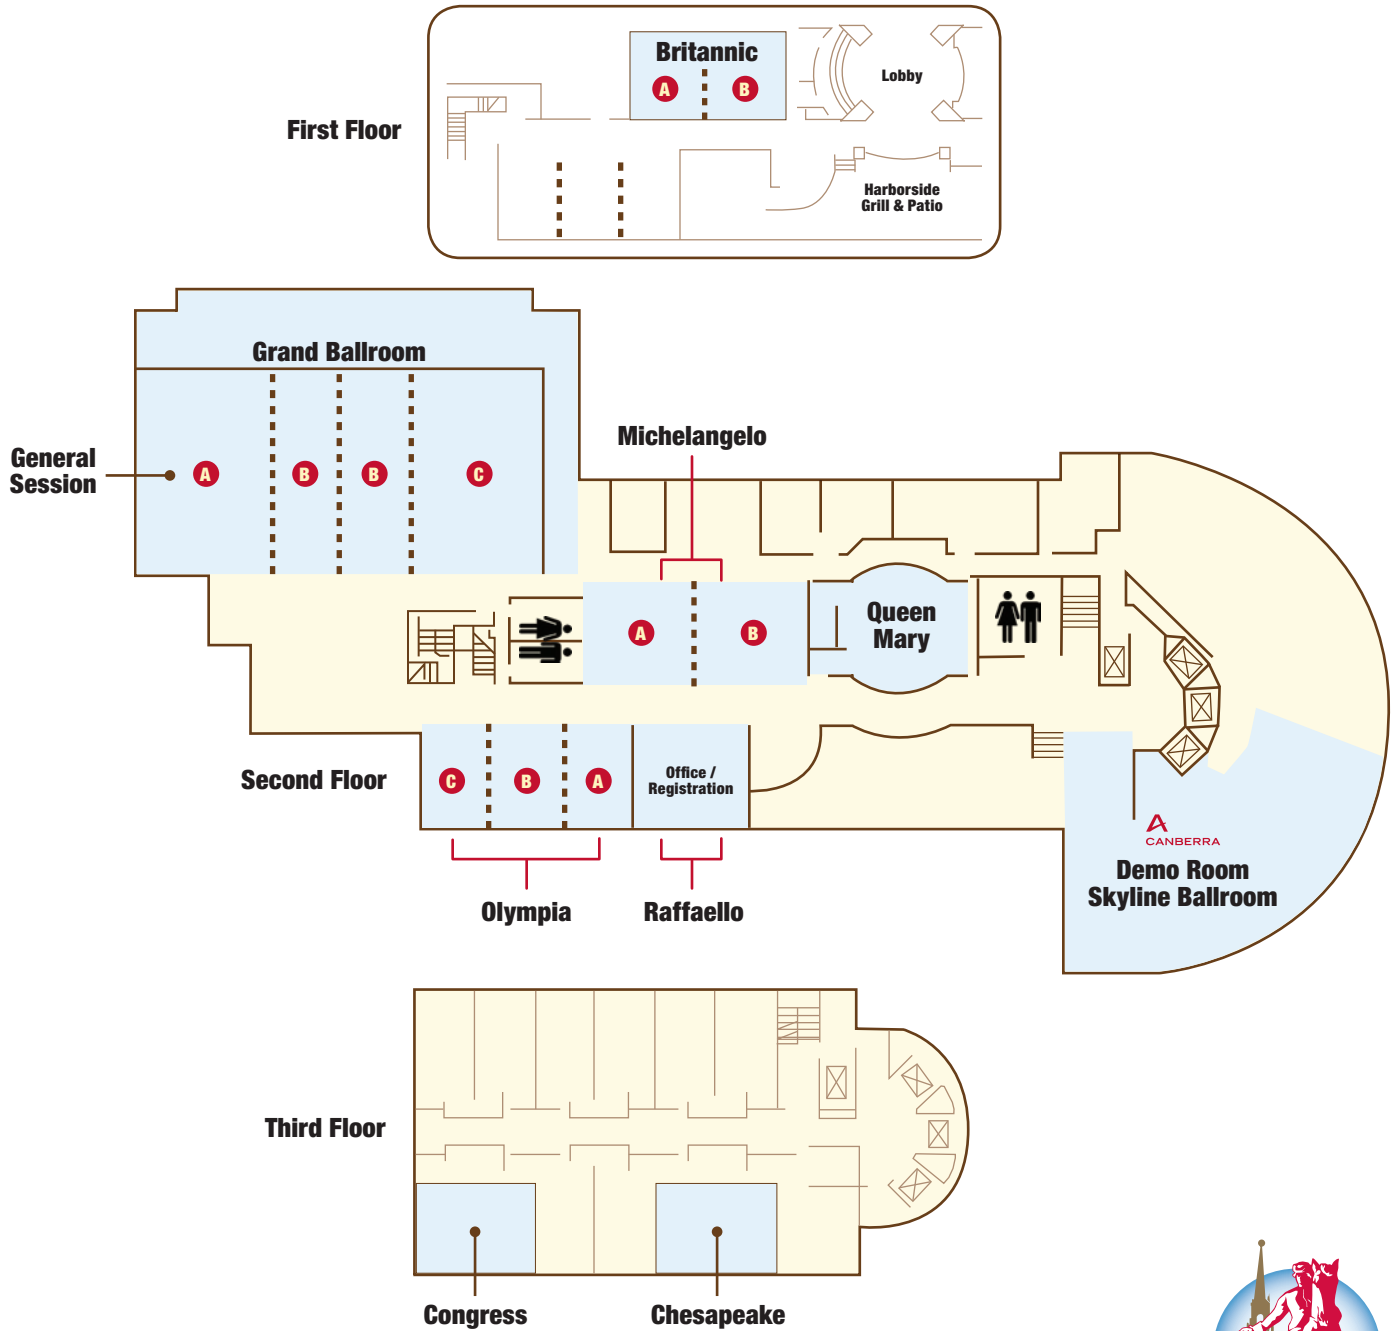 Britannic
A
B
Lobby
First Floor
Harborside
Grill & Patio
Grand Ballroom
Michelangelo
General
Session
A
B
B
C
Queen
Mary
A
B
Second Floor
C
B
A
Office /
Registration
CANBERRA
Demo Room
Skyline Ballroom
Olympia
Raffaello
Third Floor
Congress
Chesapeake